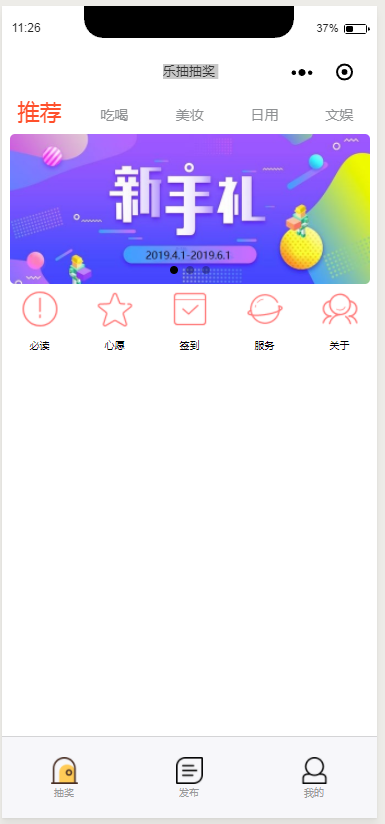 11:26
37%
乐抽抽奖
推荐 吃喝 美妆 日用 文娱
新手札
2019.4.1-2019.6.1
必读 心愿 签到 服务 关于
抽奖 发布 我的